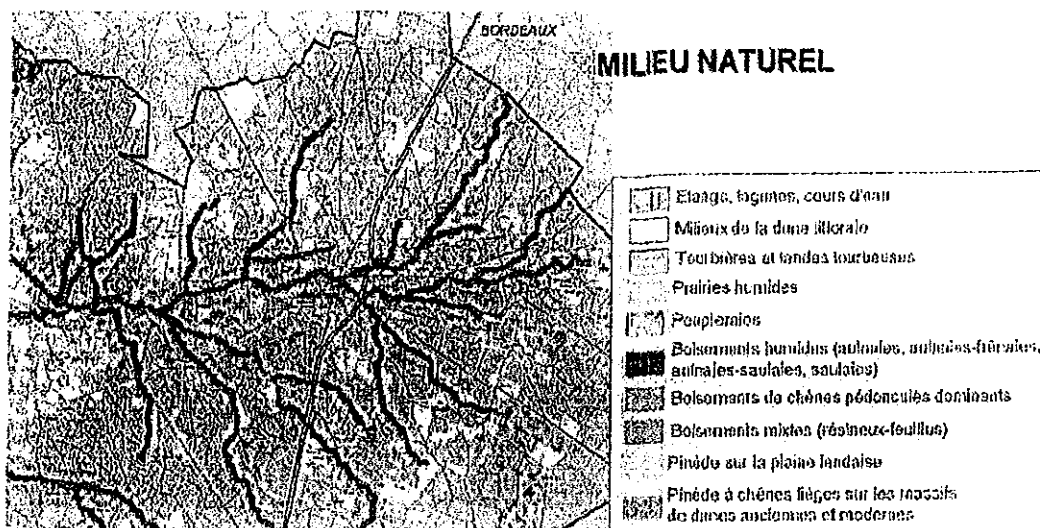 BORDEAUX
MILIEU NATUREL
Etangs, lagunes, cours d'eau
Milieux de la dune littorale
Tourbières et landes tourbeuses
Prairies humides
Peupleraies
Boisements humides (aulnaies, aulnaies-frênaies,
aulnaies-saulaies, saulaies)
Boisements de chênes pédonculés dominants
Boisements mixtes (résineux-feuillus)
Pinède sur la plaine landaise
Pinède à chênes lièges sur les massifs
de dunes anciennes et modernes